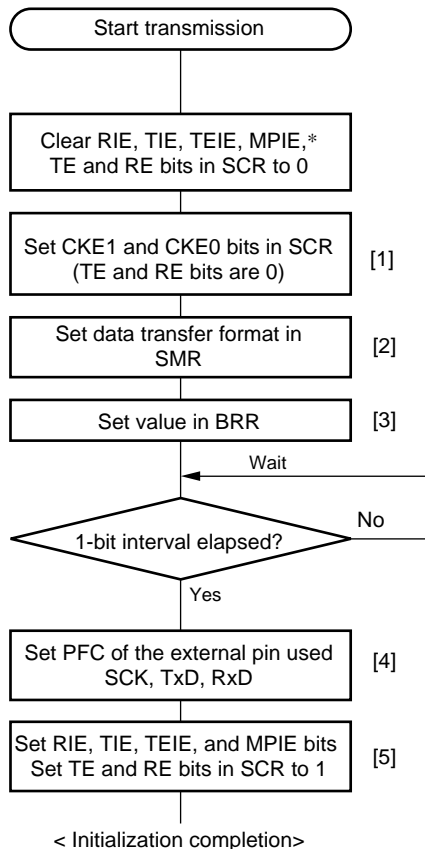 Start transmission
Clear RIE, TIE, TEIE, MPIE,*
TE and RE bits in SCR to 0
Set CKE1 and CKE0 bits in SCR
(TE and RE bits are 0)
[1]
Set data transfer format in
SMR
[2]
Set value in BRR
[3]
Wait
1-bit interval elapsed?
No
Yes
Set PFC of the external pin used
SCK, TxD, RxD
[4]
Set RIE, TIE, TEIE, and MPIE bits
Set TE and RE bits in SCR to 1
[5]
< Initialization completion>